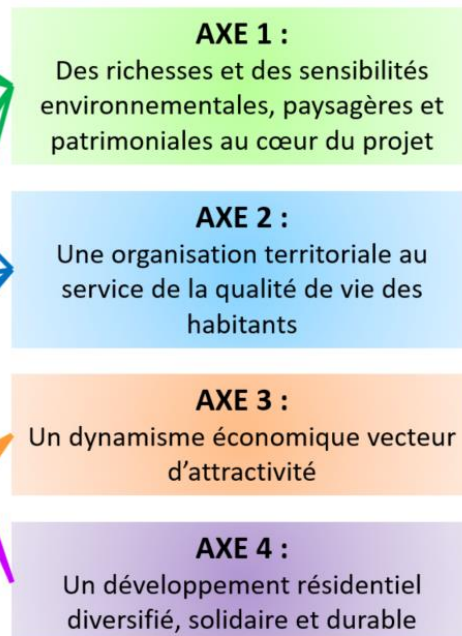 AXE 1 :
Des richesses et des sensibilités
environnementales, paysagères et
patrimoniales au cœur du projet
AXE 2 :
Une organisation territoriale au
service de la qualité de vie des
habitants
AXE 3 :
Un dynamisme économique vecteur
d’attractivité
AXE 4 :
Un développement résidentiel
diversifié, solidaire et durable